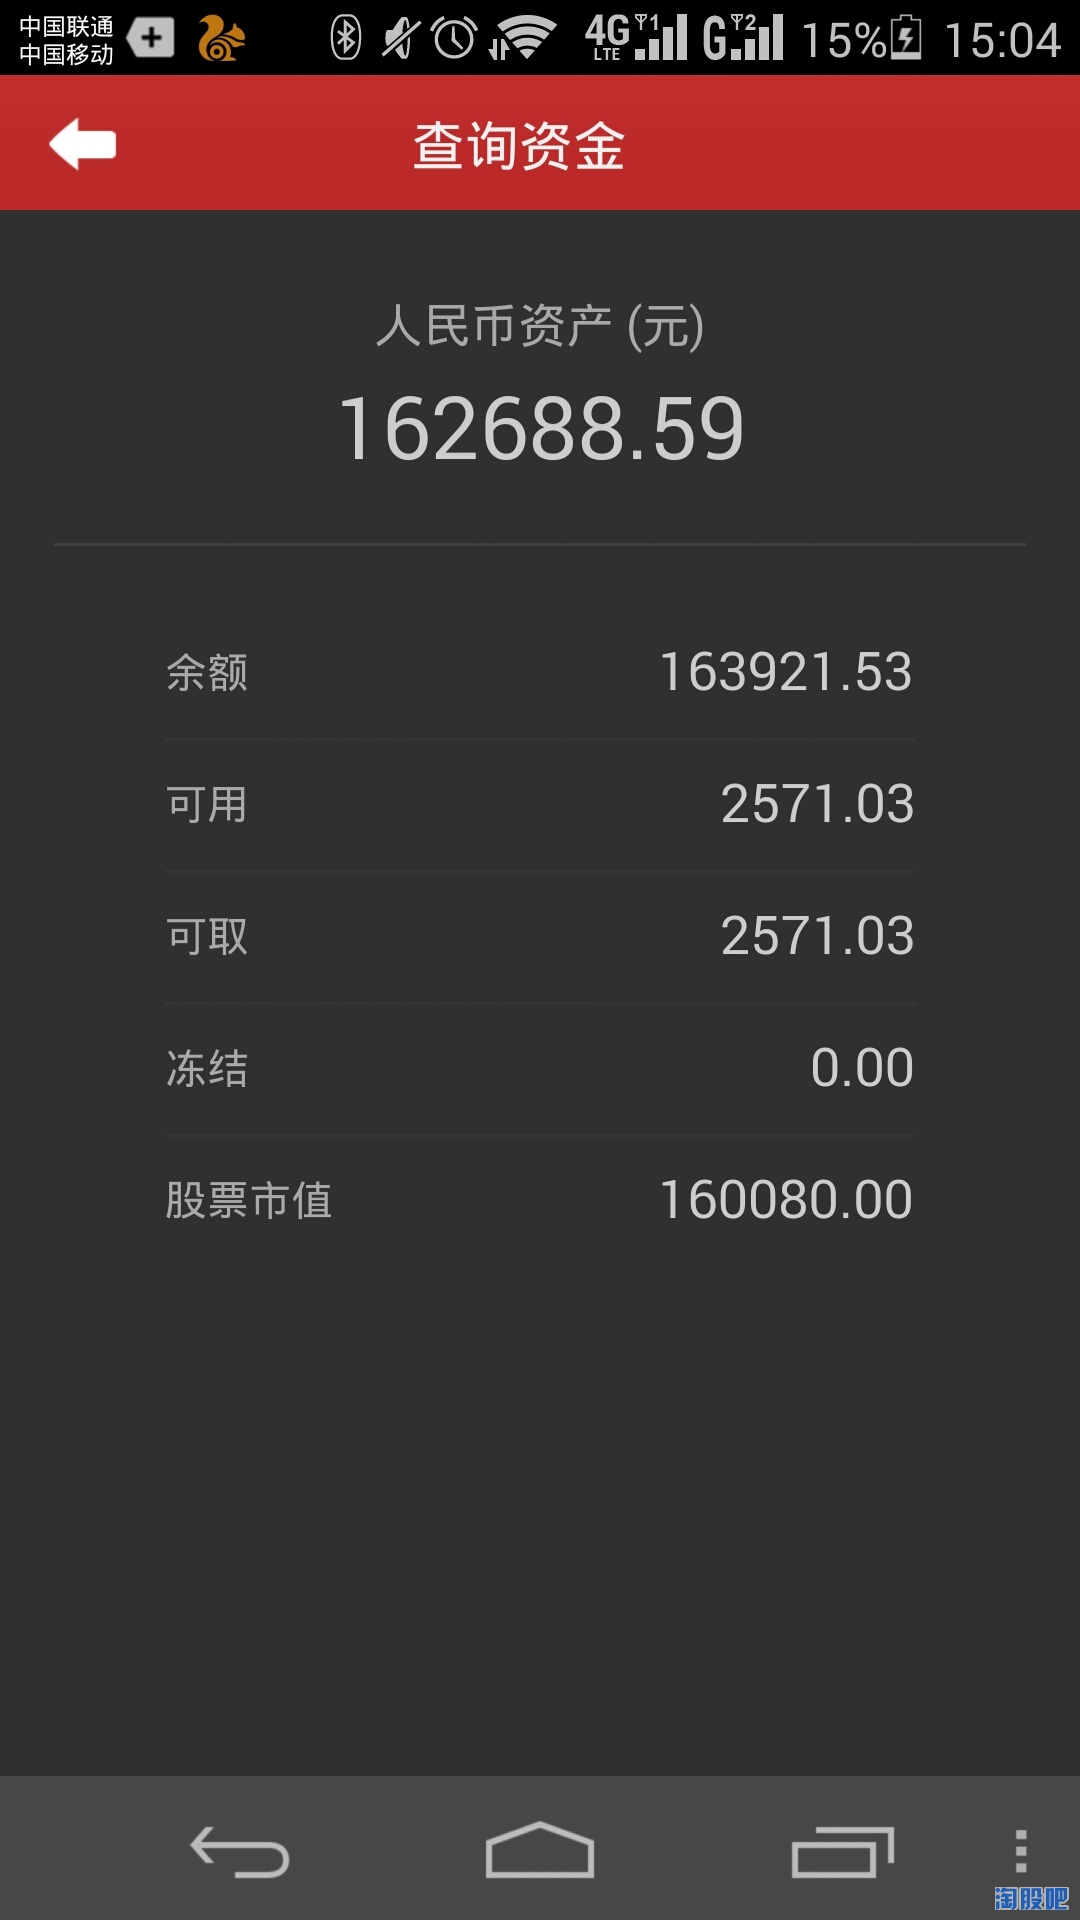 中国联通
中国移动
4G LTE 1 G 2 15% 15:04
查询资金
人民币资产 (元)
162688.59
余额 163921.53
可用 2571.03
可取 2571.03
冻结 0.00
股票市值 160080.00
淘股吧